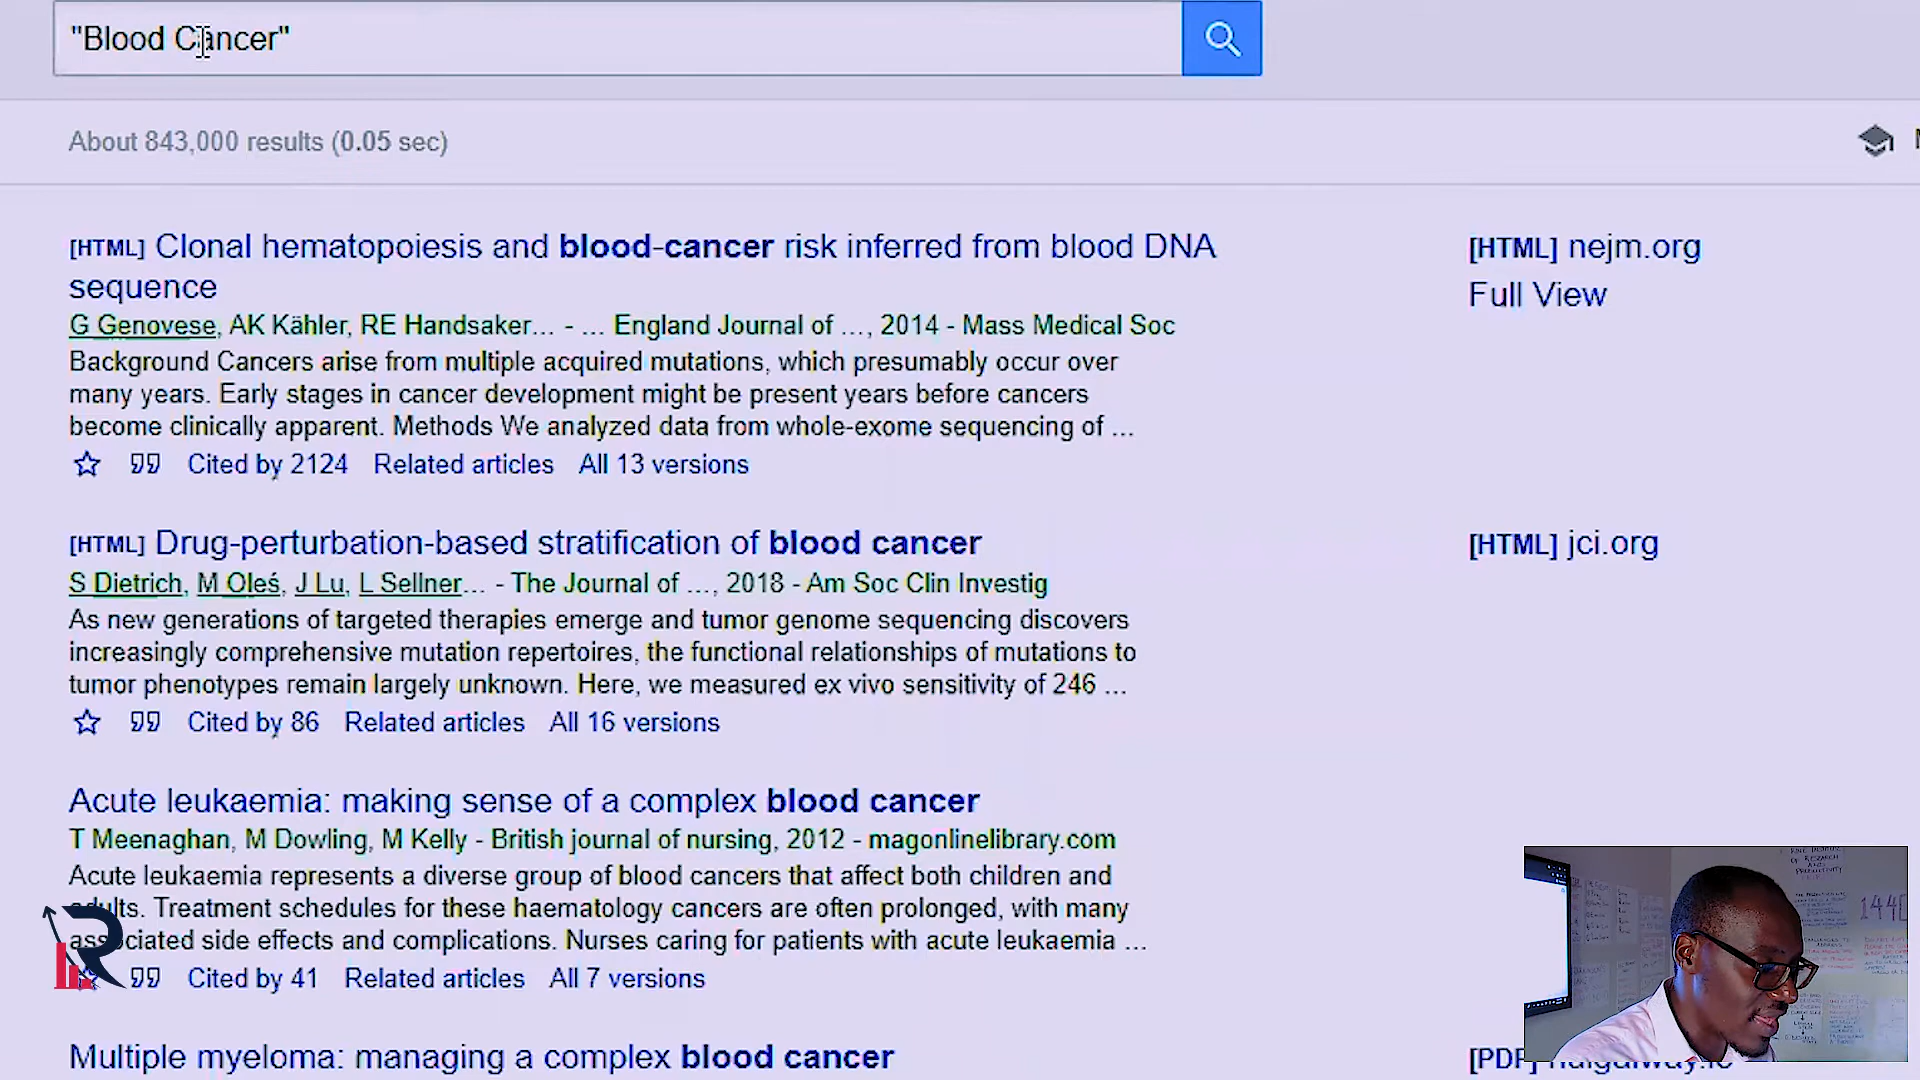 "Blood Cancer"
About 843,000 results (0.05 sec)
[HTML] Clonal hematopoiesis and blood-cancer risk inferred from blood DNA
sequence
[HTML] nejm.org
Full View
G Genovese, AK Kähler, RE Handsaker… - … England Journal of …, 2014 - Mass Medical Soc
Background Cancers arise from multiple acquired mutations, which presumably occur over
many years. Early stages in cancer development might be present years before cancers
become clinically apparent. Methods We analyzed data from whole-exome sequencing of …
Cited by 2124 Related articles All 13 versions
[HTML] Drug-perturbation-based stratification of blood cancer
[HTML] jci.org
S Dietrich, M Oleś, J Lu, L Sellner… - The Journal of …, 2018 - Am Soc Clin Investig
As new generations of targeted therapies emerge and tumor genome sequencing discovers
increasingly comprehensive mutation repertoires, the functional relationships of mutations to
tumor phenotypes remain largely unknown. Here, we measured ex vivo sensitivity of 246 …
Cited by 86 Related articles All 16 versions
Acute leukaemia: making sense of a complex blood cancer
T Meenaghan, M Dowling, M Kelly - British journal of nursing, 2012 - magonlinelibrary.com
Acute leukaemia represents a diverse group of blood cancers that affect both children and
adults. Treatment schedules for these haematology cancers are often prolonged, with many
associated side effects and complications. Nurses caring for patients with acute leukaemia …
Cited by 41 Related articles All 7 versions
Multiple myeloma: managing a complex blood cancer
[PDF]
R